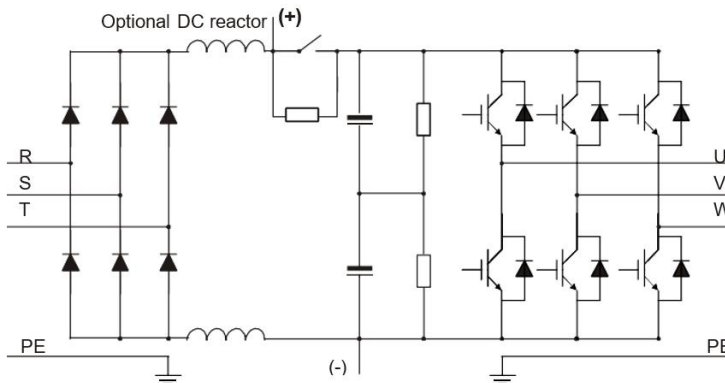 Optional DC reactor (+)
R
U
S
V
T
W
PE
(-)
PE